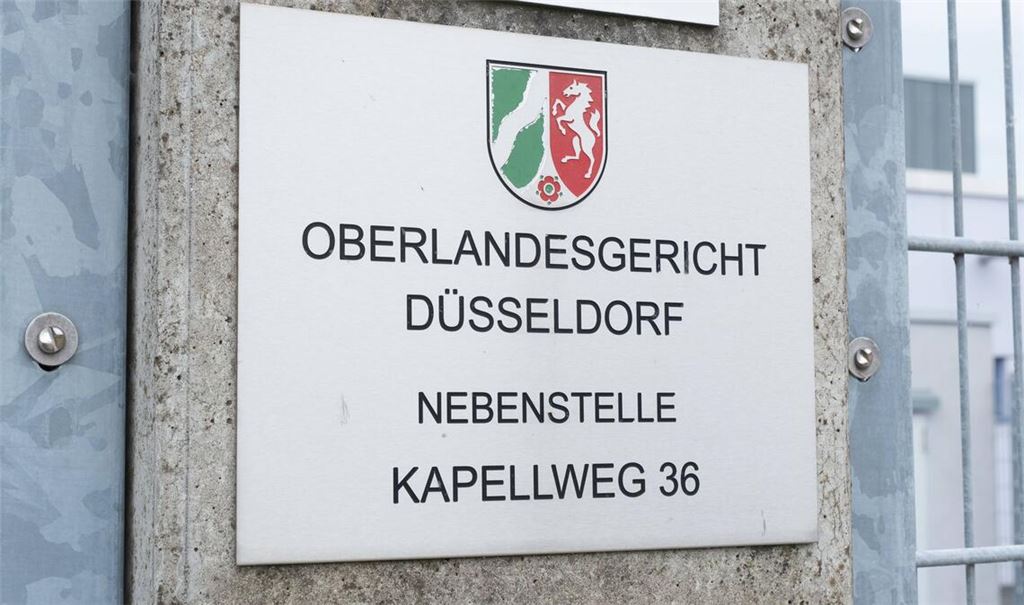 OBERLANDESGERICHT
DÜSSELDORF
NEBENSTELLE
KAPELLWEG 36